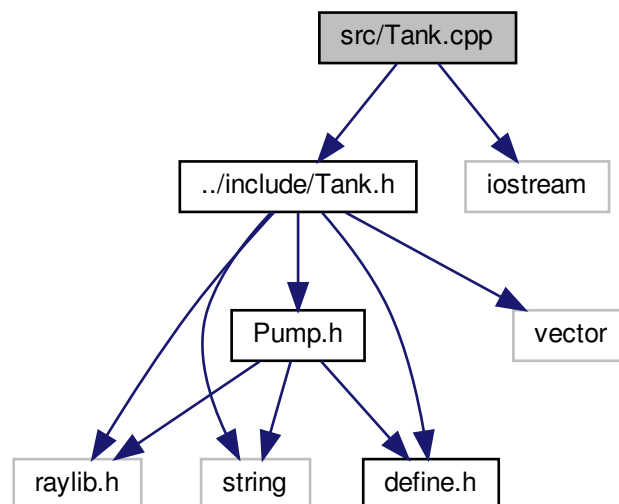 src/Tank.cpp
../include/Tank.h
iostream
Pump.h
vector
raylib.h
string
define.h